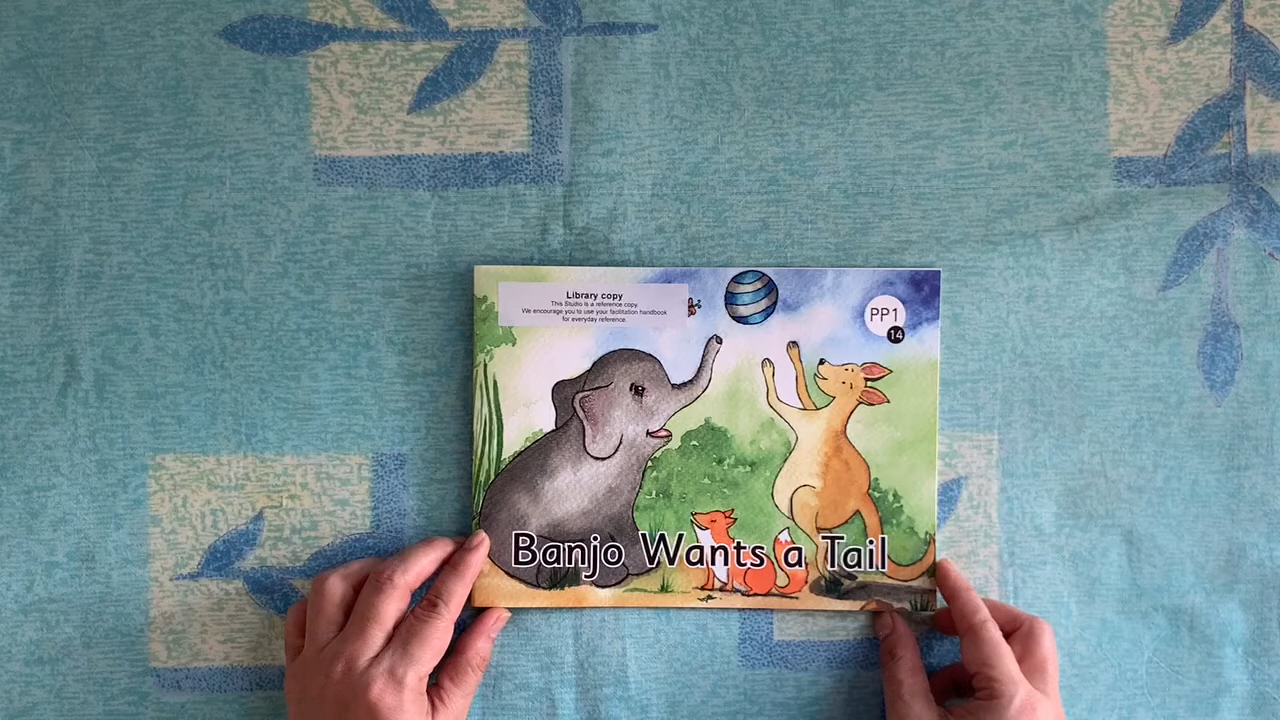 Library copy
This Studio is a reference copy.
We encourage you to use your facilitation handbook
for everyday reference.
PP1
14
Banjo Wants a Tail